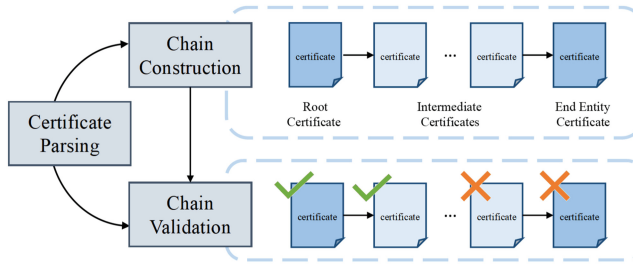 Chain
Construction
certificate
certificate
...
certificate
certificate
Root
Certificate
Intermediate
Certificates
End Entity
Certificate
Certificate
Parsing
Chain
Validation
certificate
certificate
...
certificate
certificate